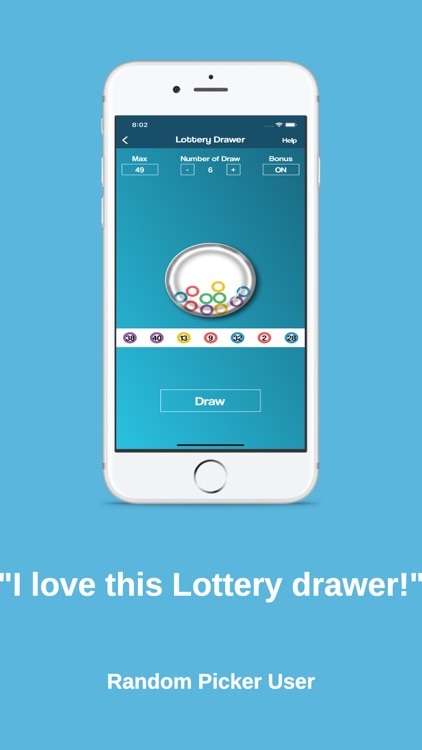 8:02
Lottery Drawer Help
Max Number of Draw Bonus
49 - 6 + ON
38 40 13 9 32 2 28
Draw
"I love this Lottery drawer!"
Random Picker User